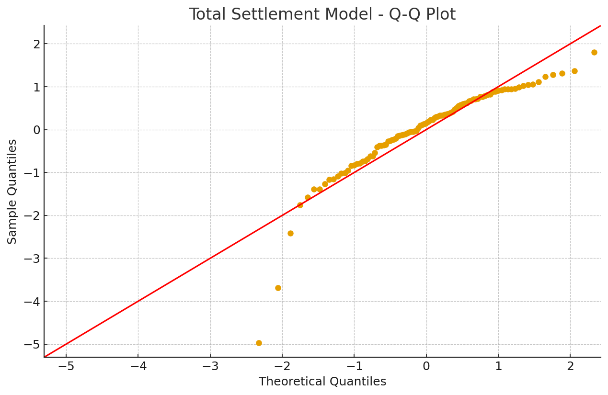 Total Settlement Model - Q-Q Plot
2
1
0
−1
−2
−3
−4
−5
Sample Quantiles
−5 −4 −3 −2 −1 0 1 2
Theoretical Quantiles